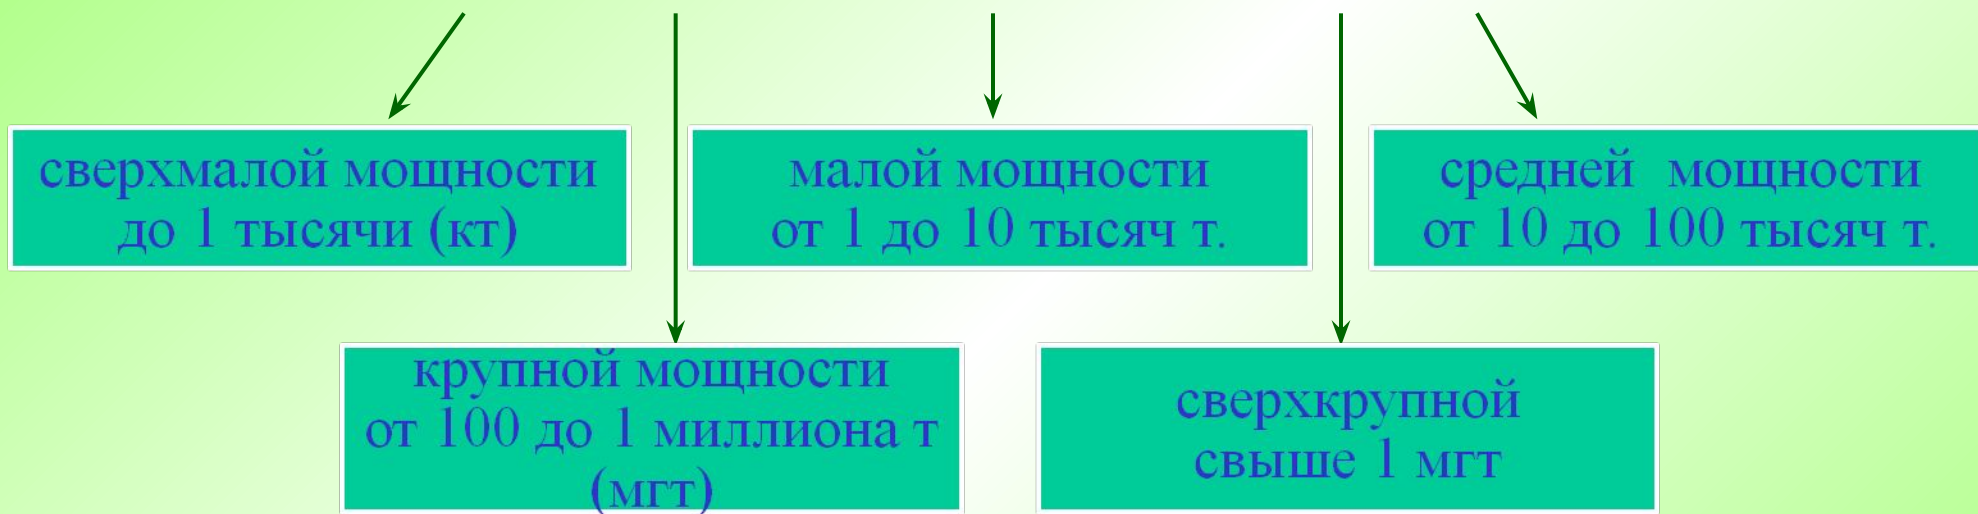 сверхмалой мощности
до 1 тысячи (кт)
малой мощности
от 1 до 10 тысяч т.
средней мощности
от 10 до 100 тысяч т.
крупной мощности
от 100 до 1 миллиона т
(мгт)
сверхкрупной
свыше 1 мгт